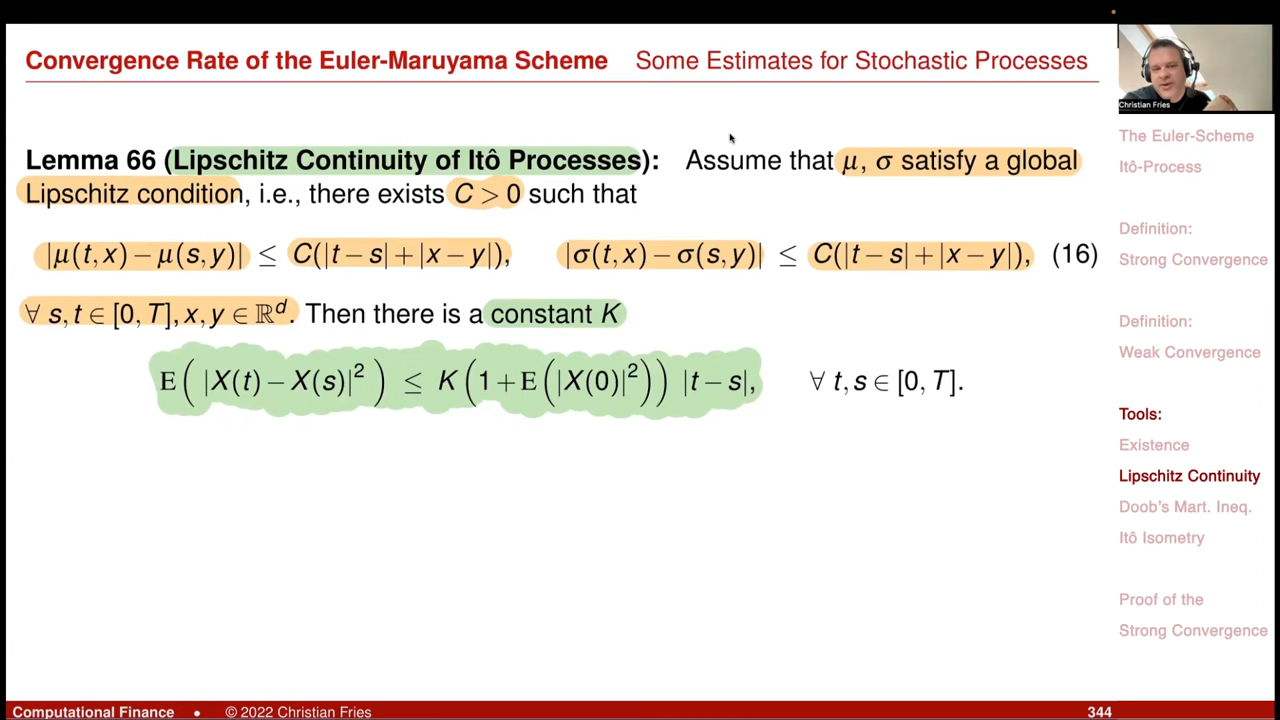 Convergence Rate of the Euler-Maruyama Scheme Some Estimates for Stochastic Processes
Christian Fries
Lemma 66 (Lipschitz Continuity of Itô Processes): Assume that μ, σ satisfy a global
Lipschitz condition, i.e., there exists C > 0 such that
|μ(t,x) − μ(s,y)| ≤ C(|t − s| + |x − y|), |σ(t,x) − σ(s,y)| ≤ C(|t − s| + |x − y|), (16)
∀ s,t ∈ [0,T], x,y ∈ ℝᵈ. Then there is a constant K
E( |X(t) − X(s)|² ) ≤ K(1 + E(|X(0)|²)) |t − s|, ∀ t,s ∈ [0,T].
The Euler-Scheme
Itô-Process
Definition:
Strong Convergence
Definition:
Weak Convergence
Tools:
Existence
Lipschitz Continuity
Doob's Mart. Ineq.
Itô Isometry
Proof of the
Strong Convergence
Computational Finance • © 2022 Christian Fries 344